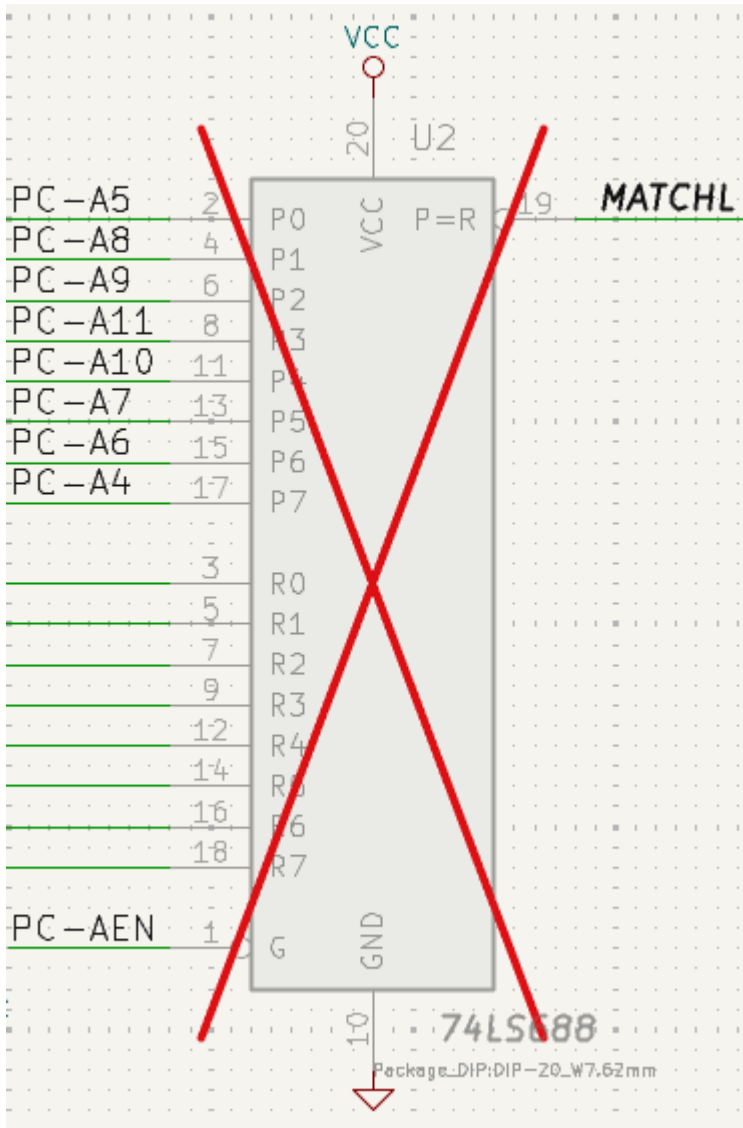 VCC
20 U2
PC-A5 2 P0 VCC P=R 19 MATCHL
PC-A8 4 P1
PC-A9 6 P2
PC-A11 8 P3
PC-A10 11 P4
PC-A7 13 P5
PC-A6 15 P6
PC-A4 17 P7
3 R0
5 R1
7 R2
9 R3
12 R4
14 R5
16 R6
18 R7
PC-AEN 1 G GND
10 74LS688
Package_DIP:DIP-20_W7.62mm